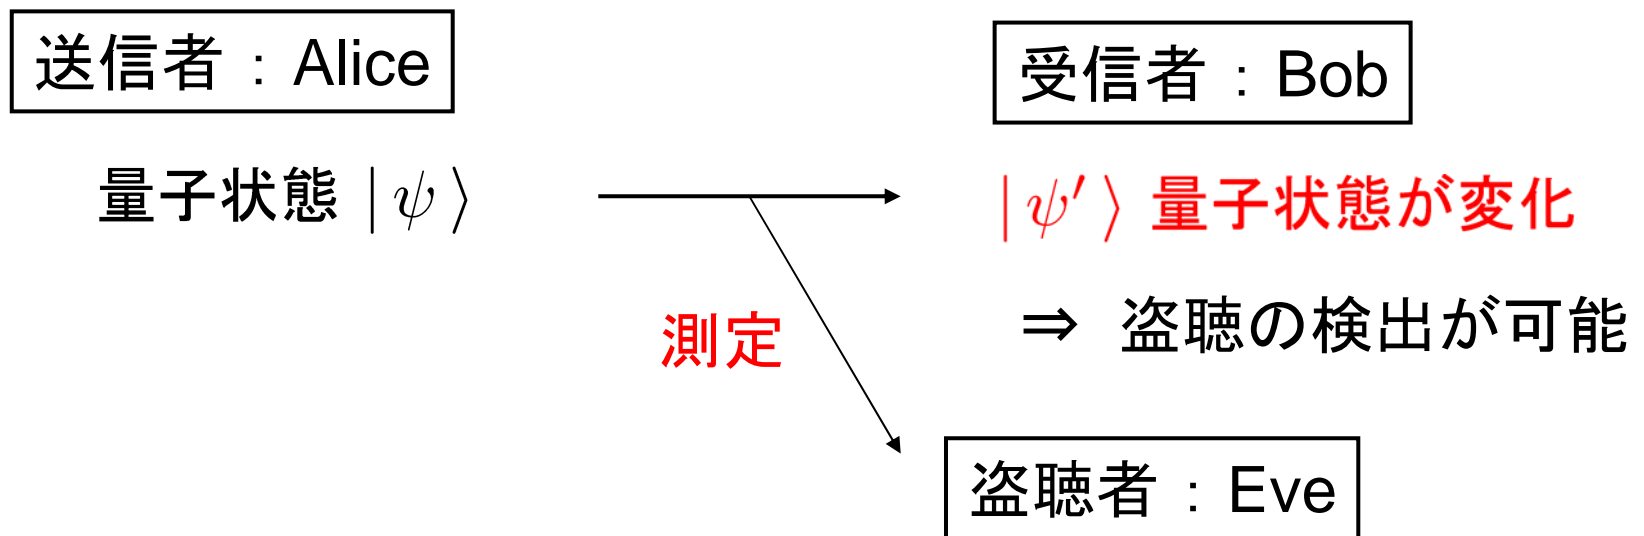 送信者：Alice
受信者：Bob
量子状態 |ψ⟩
|ψ′⟩ 量子状態が変化
⇒ 盗聴の検出が可能
測定
盗聴者：Eve